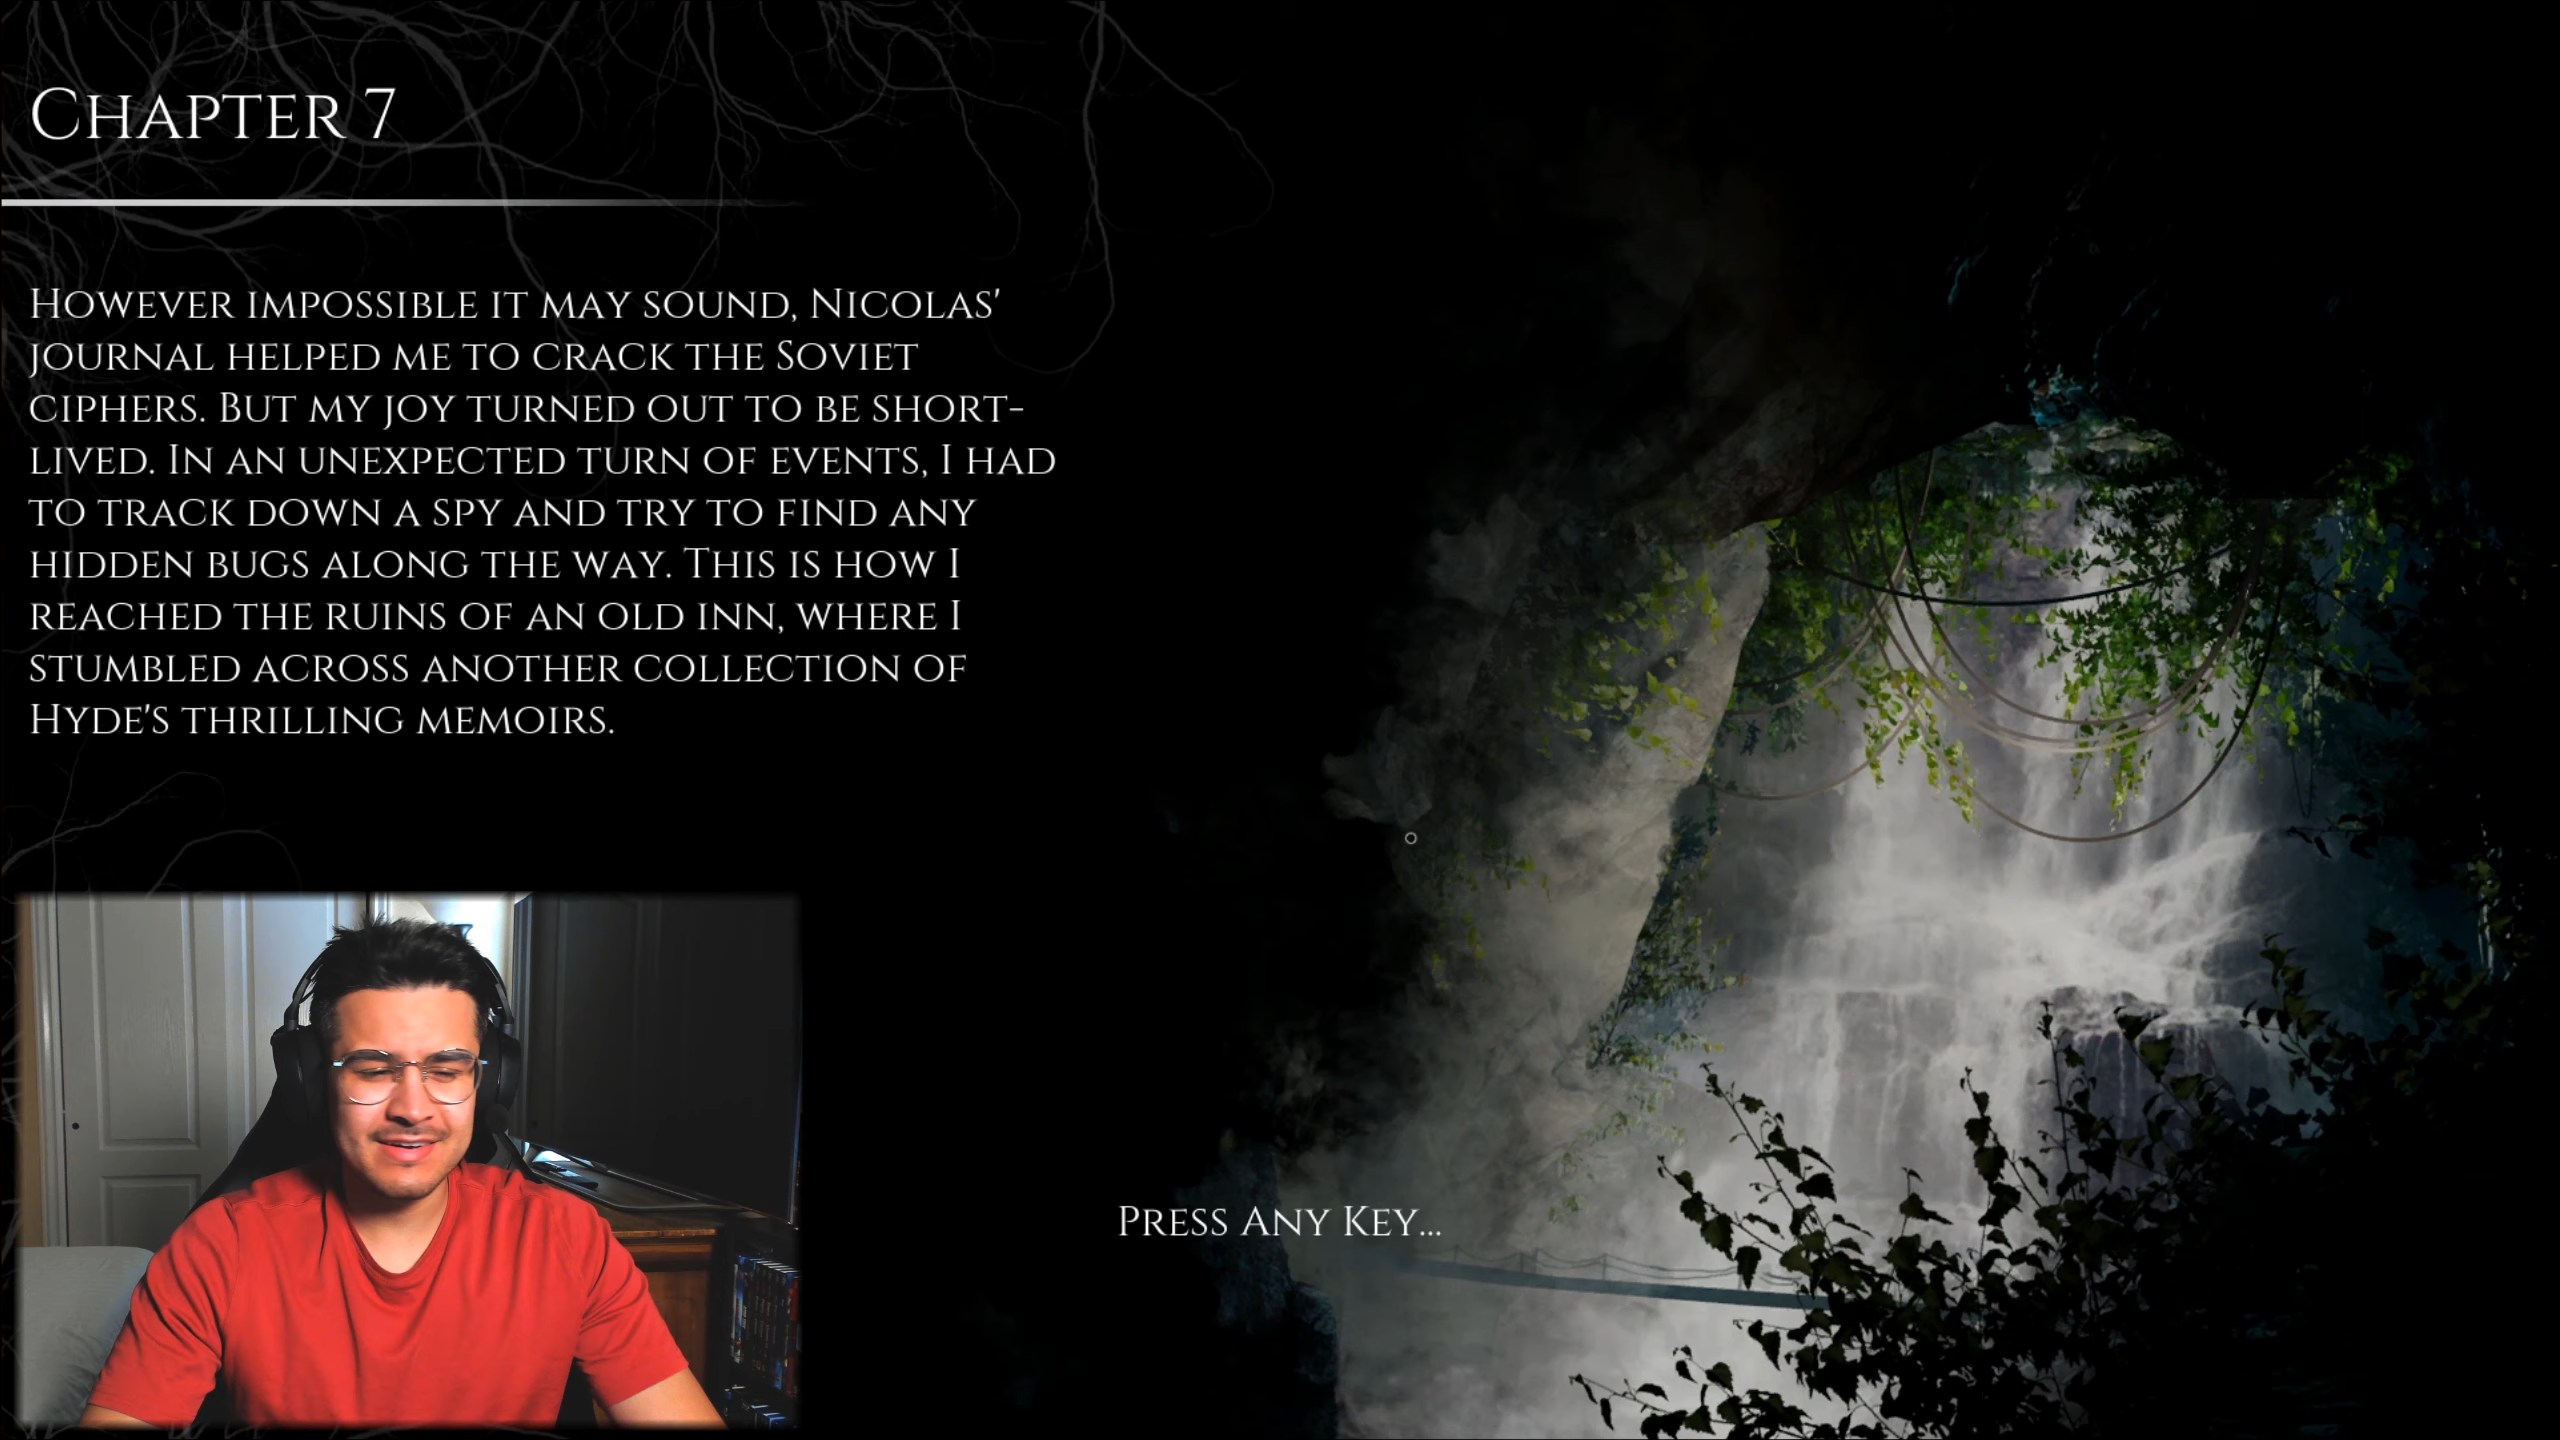 Chapter 7
However impossible it may sound, Nicolas'
journal helped me to crack the Soviet
ciphers. But my joy turned out to be short-
lived. In an unexpected turn of events, I had
to track down a spy and try to find any
hidden bugs along the way. This is how I
reached the ruins of an old inn, where I
stumbled across another collection of
Hyde's thrilling memoirs.
Press Any Key...